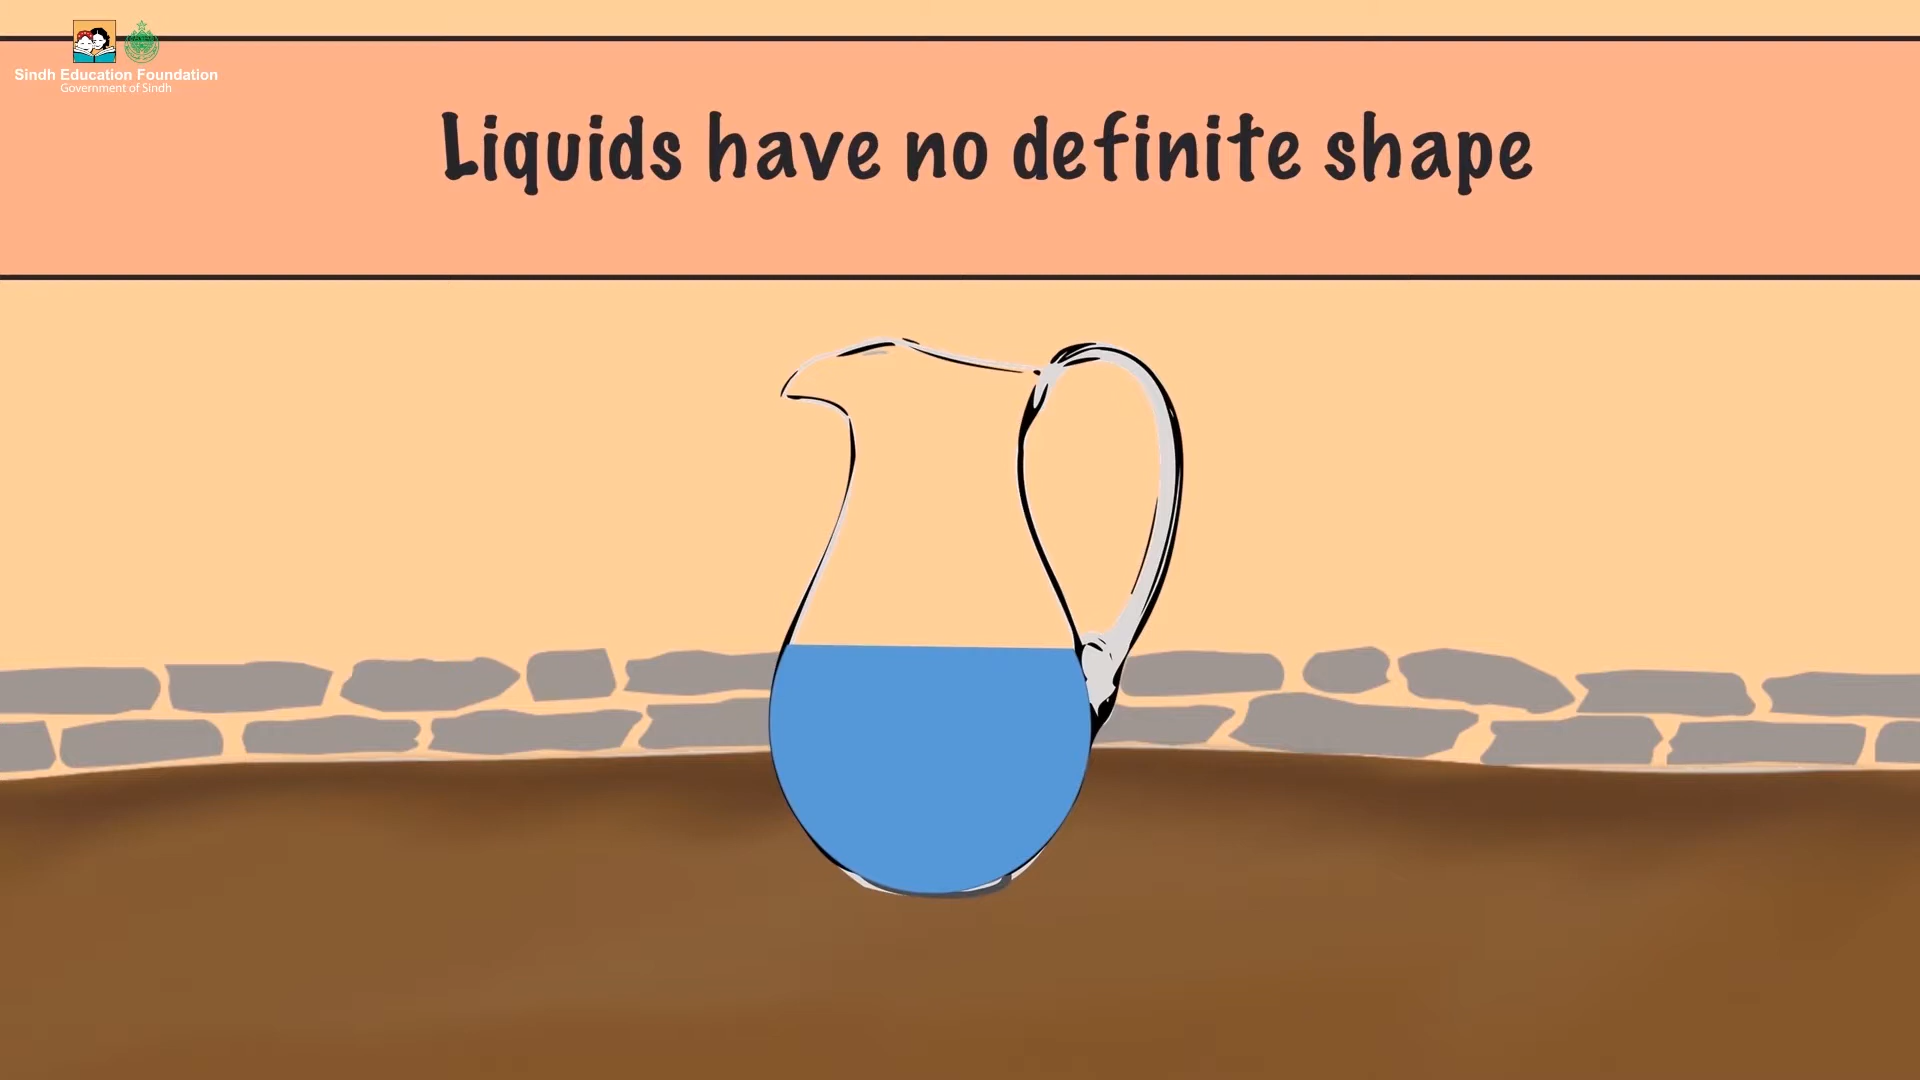 Sindh Education Foundation
Government of Sindh
Liquids have no definite shape